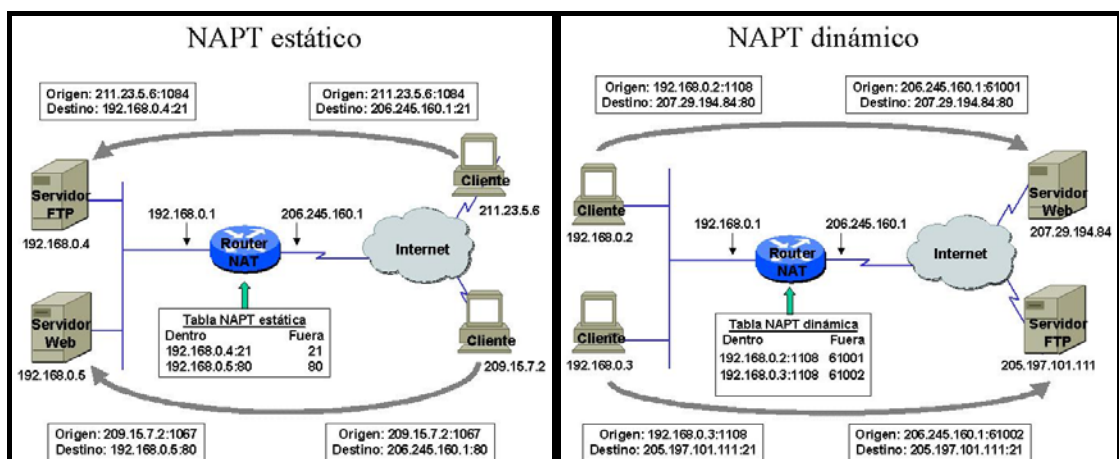 NAPT estático
Origen: 211.23.5.6:1084
Destino: 192.168.0.4:21
Origen: 211.23.5.6:1084
Destino: 206.245.160.1:21
Servidor
FTP
192.168.0.4
Cliente
211.23.5.6
192.168.0.1
206.245.160.1
Router
NAT
Internet
Servidor
Web
192.168.0.5
Tabla NAPT estática
Dentro Fuera
192.168.0.4:21 21
192.168.0.5:80 80
Cliente
209.15.7.2
Origen: 209.15.7.2:1067
Destino: 192.168.0.5:80
Origen: 209.15.7.2:1067
Destino: 206.245.160.1:80
NAPT dinámico
Origen: 192.168.0.2:1108
Destino: 207.29.194.84:80
Origen: 206.245.160.1:61001
Destino: 207.29.194.84:80
Cliente
192.168.0.2
Servidor
Web
207.29.194.84
192.168.0.1
206.245.160.1
Router
NAT
Internet
Cliente
192.168.0.3
Tabla NAPT dinámica
Dentro Fuera
192.168.0.2:1108 61001
192.168.0.3:1108 61002
Servidor
FTP
205.197.101.111
Origen: 192.168.0.3:1108
Destino: 205.197.101.111:21
Origen: 206.245.160.1:61002
Destino: 205.197.101.111:21